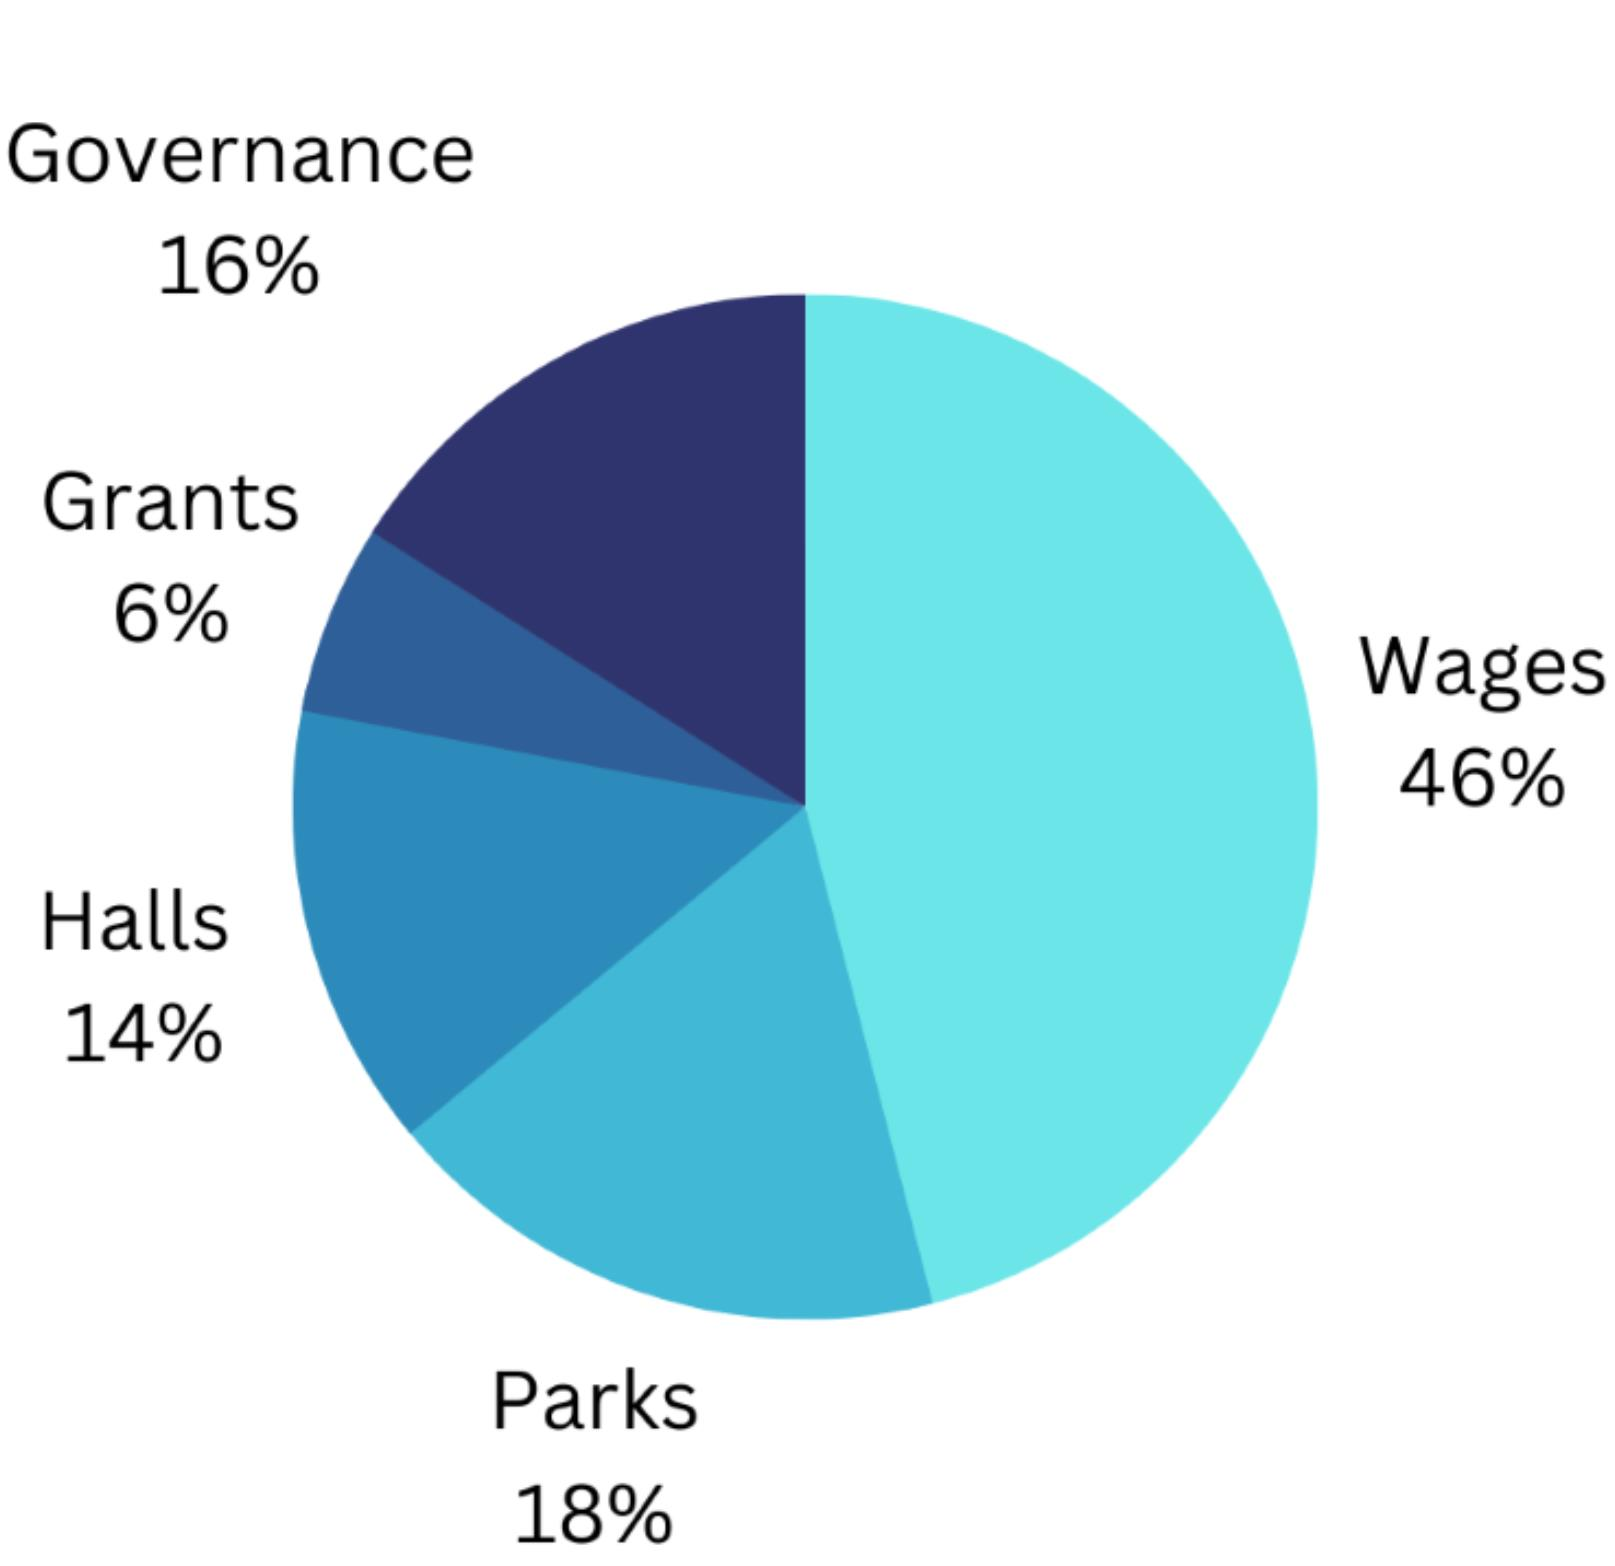 Governance
16%
Grants
6%
Wages
46%
Halls
14%
Parks
18%